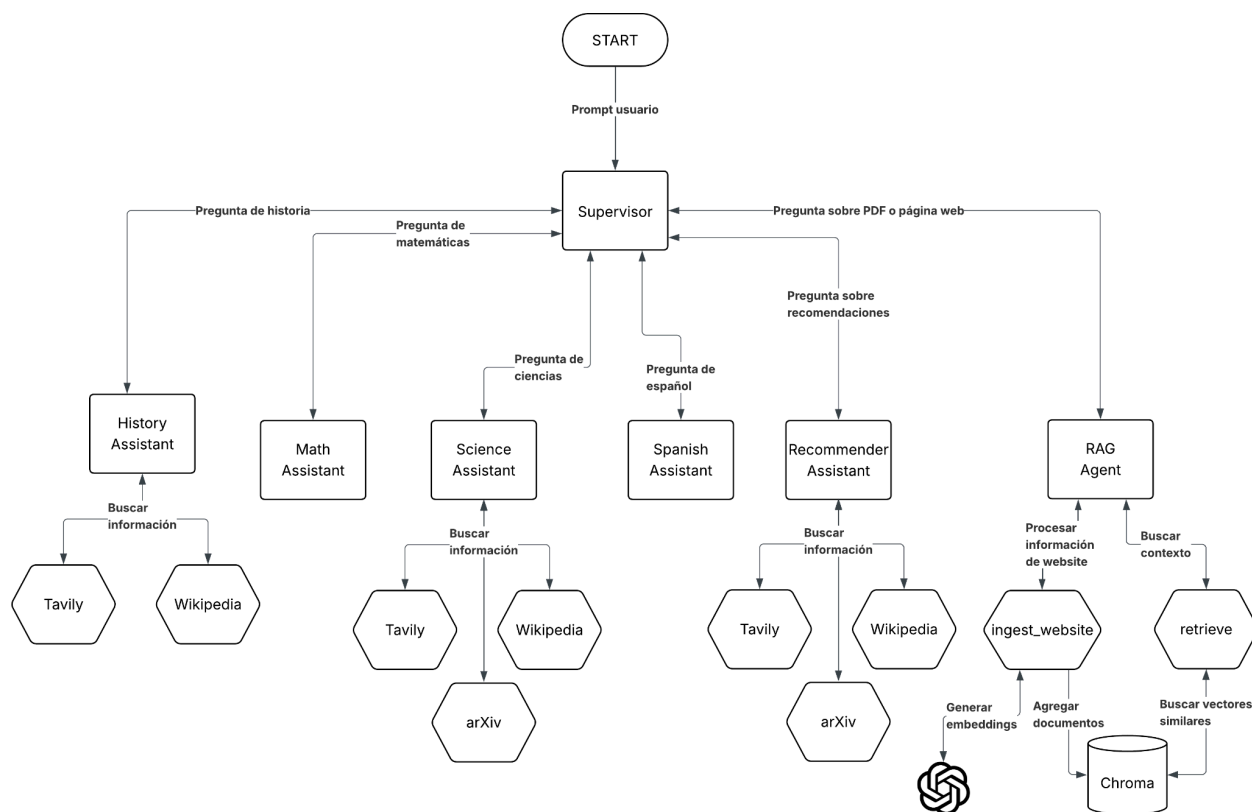 START
Prompt usuario
Supervisor
Pregunta de historia
Pregunta de
matemáticas
Pregunta sobre PDF o página web
Pregunta sobre
recomendaciones
Pregunta de
ciencias
Pregunta de
español
History
Assistant
Math
Assistant
Science
Assistant
Spanish
Assistant
Recommender
Assistant
RAG
Agent
Buscar
información
Buscar
información
Buscar
información
Procesar
información
de website
Buscar
contexto
Tavily
Wikipedia
Tavily
Wikipedia
arXiv
Tavily
Wikipedia
arXiv
ingest_website
retrieve
Generar
embeddings
Agregar
documentos
Buscar vectores
similares
Chroma